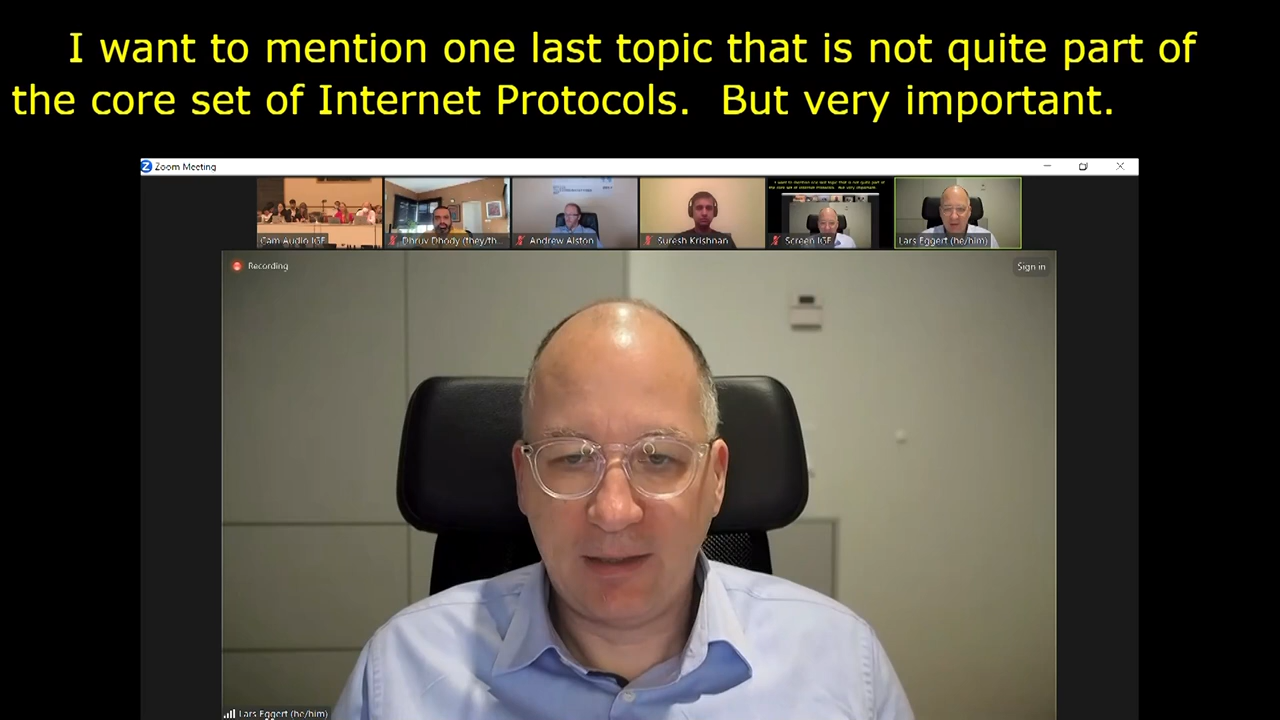 I want to mention one last topic that is not quite part of
the core set of Internet Protocols.  But very important.
Zoom Meeting
Cam Audio IGF
Dhruv Dhody (they/th...
Andrew Alston
Suresh Krishnan
Screen IGF
Lars Eggert (he/him)
Recording
Sign in
Lars Eggert (he/him)